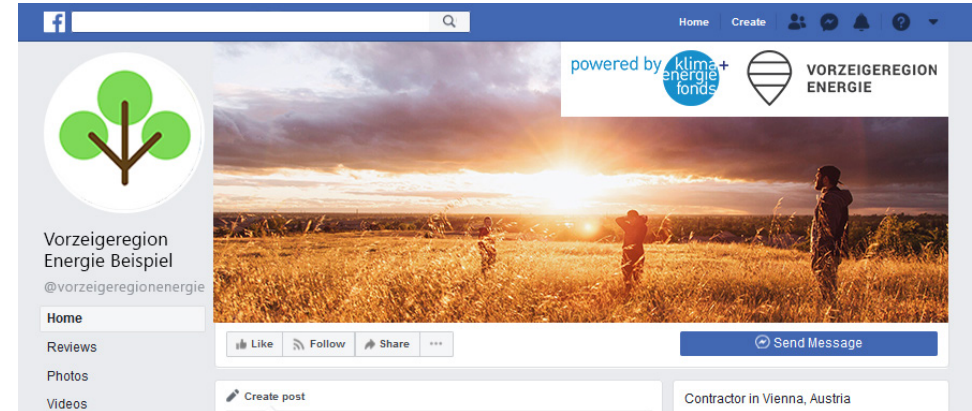 f
Home Create
powered by klima+
energie
fonds
VORZEIGEREGION
ENERGIE
Vorzeigeregion
Energie Beispiel
@vorzeigeregionenergie
Home
Reviews
Photos
Videos
Like Follow Share ...
Send Message
Create post
Contractor in Vienna, Austria